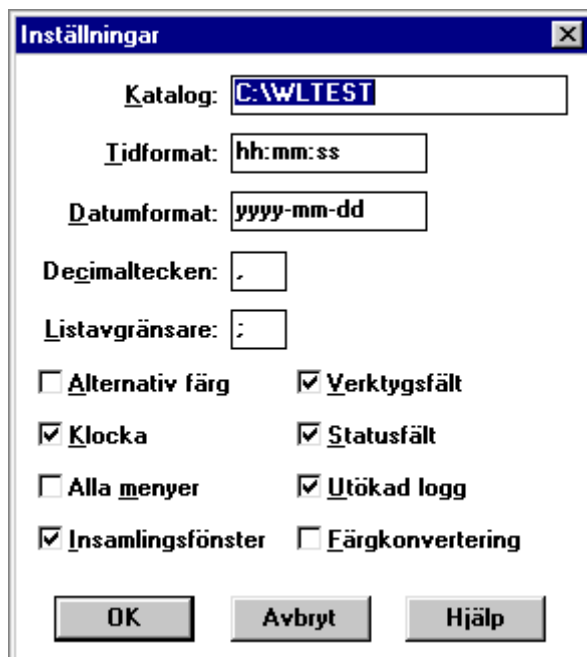 Inställningar
Katalog: C:\WLTEST
Tidformat: hh:mm:ss
Datumformat: yyyy-mm-dd
Decimaltecken: ,
Listavgränsare: ;
Alternativ färg Verktygsfält
Klocka Statusfält
Alla menyer Utökad logg
Insamlingsfönster Färgkonvertering
OK Avbryt Hjälp